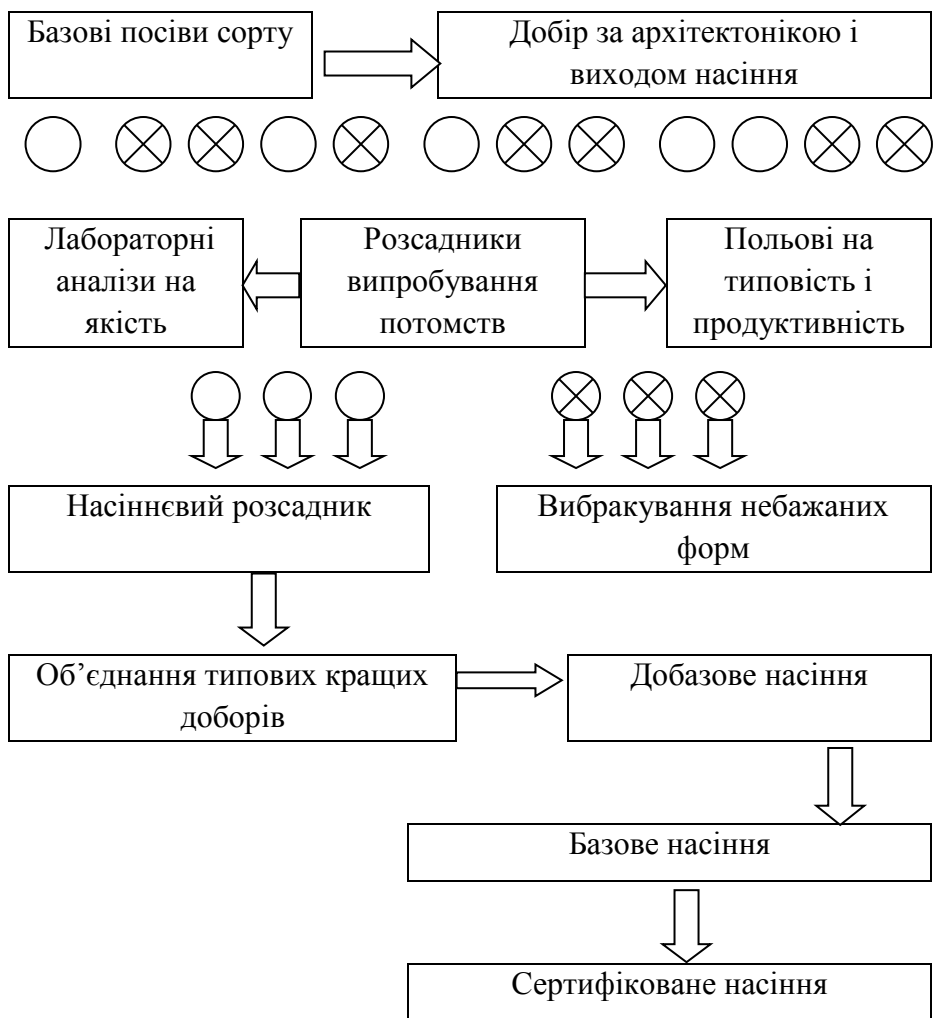 Базові посіви сорту
Добір за архітектонікою і
виходом насіння
Лабораторні
аналізи на
якість
Розсадники
випробування
потомств
Польові на
типовість і
продуктивність
Насіннєвий розсадник
Вибракування небажаних
форм
Об’єднання типових кращих
доборів
Добазове насіння
Базове насіння
Сертифіковане насіння